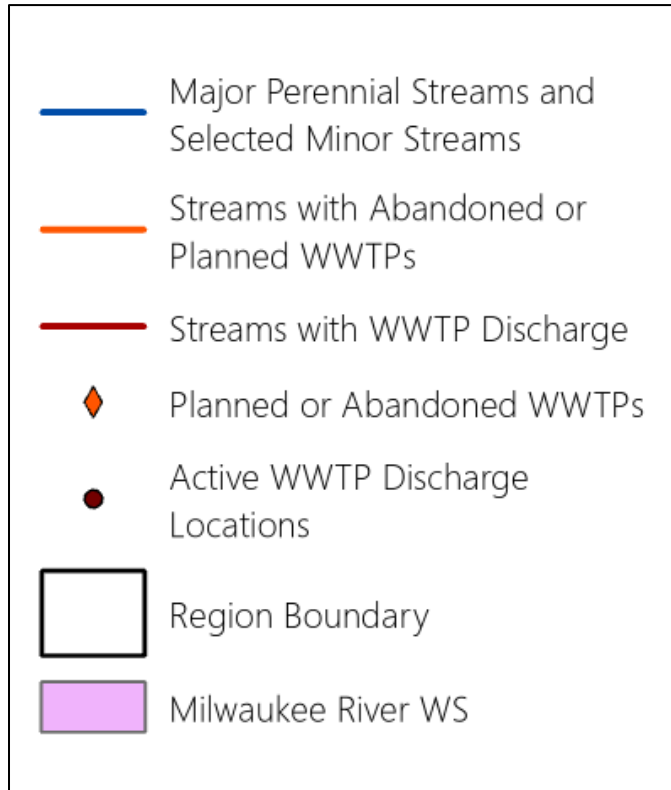 Major Perennial Streams and
Selected Minor Streams
Streams with Abandoned or
Planned WWTPs
Streams with WWTP Discharge
Planned or Abandoned WWTPs
Active WWTP Discharge
Locations
Region Boundary
Milwaukee River WS